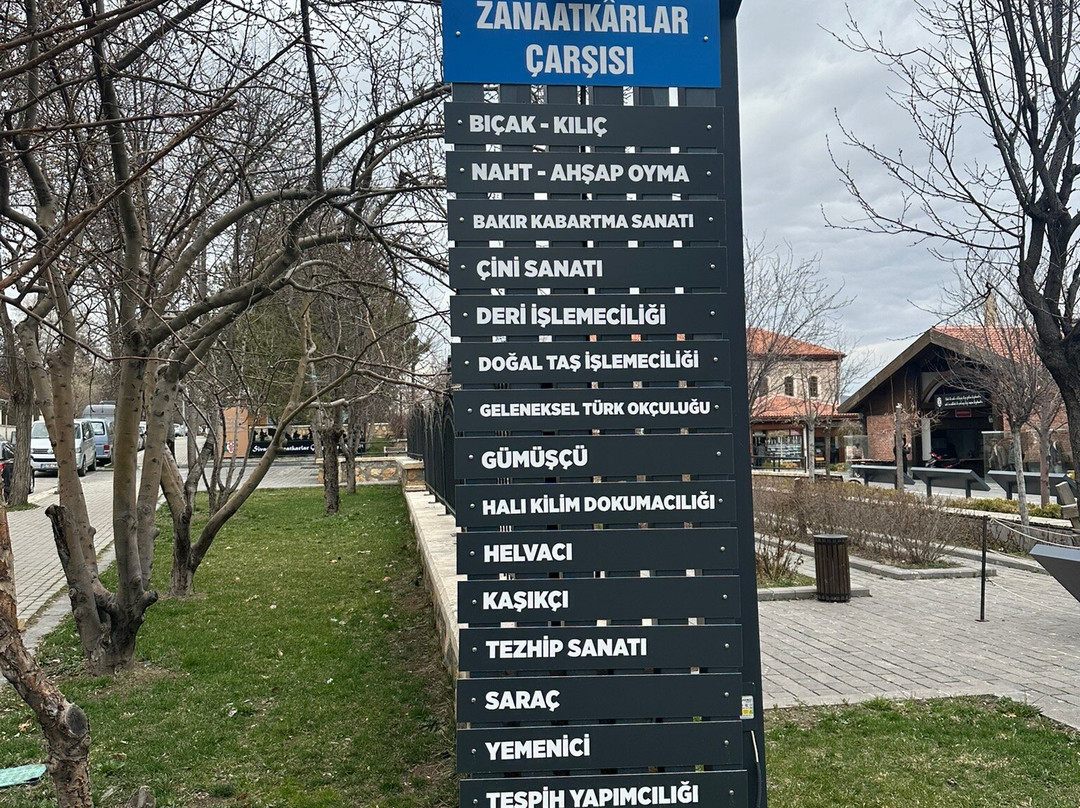 ZANAATKÂRLAR
ÇARŞISI
BIÇAK - KILIÇ
NAHT - AHŞAP OYMA
BAKIR KABARTMA SANATI
ÇİNİ SANATI
DERİ İŞLEMECİLİĞİ
DOĞAL TAŞ İŞLEMECİLİĞİ
GELENEKSEL TÜRK OKÇULUĞU
GÜMÜŞÇÜ
HALI KİLİM DOKUMACILIĞI
HELVACI
KAŞIKÇI
TEZHİP SANATI
SARAÇ
YEMENİCİ
TESPİH YAPIMCILIĞI